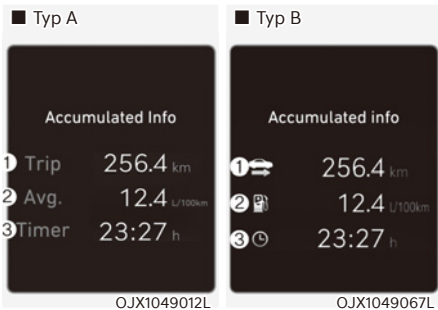 ■ Typ A
Accumulated Info
1 Trip 256.4 km
2 Avg. 12.4 L/100km
3 Timer 23:27 h
OJX1049012L
■ Typ B
Accumulated info
1 256.4 km
2 12.4 L/100km
3 23:27 h
OJX1049067L